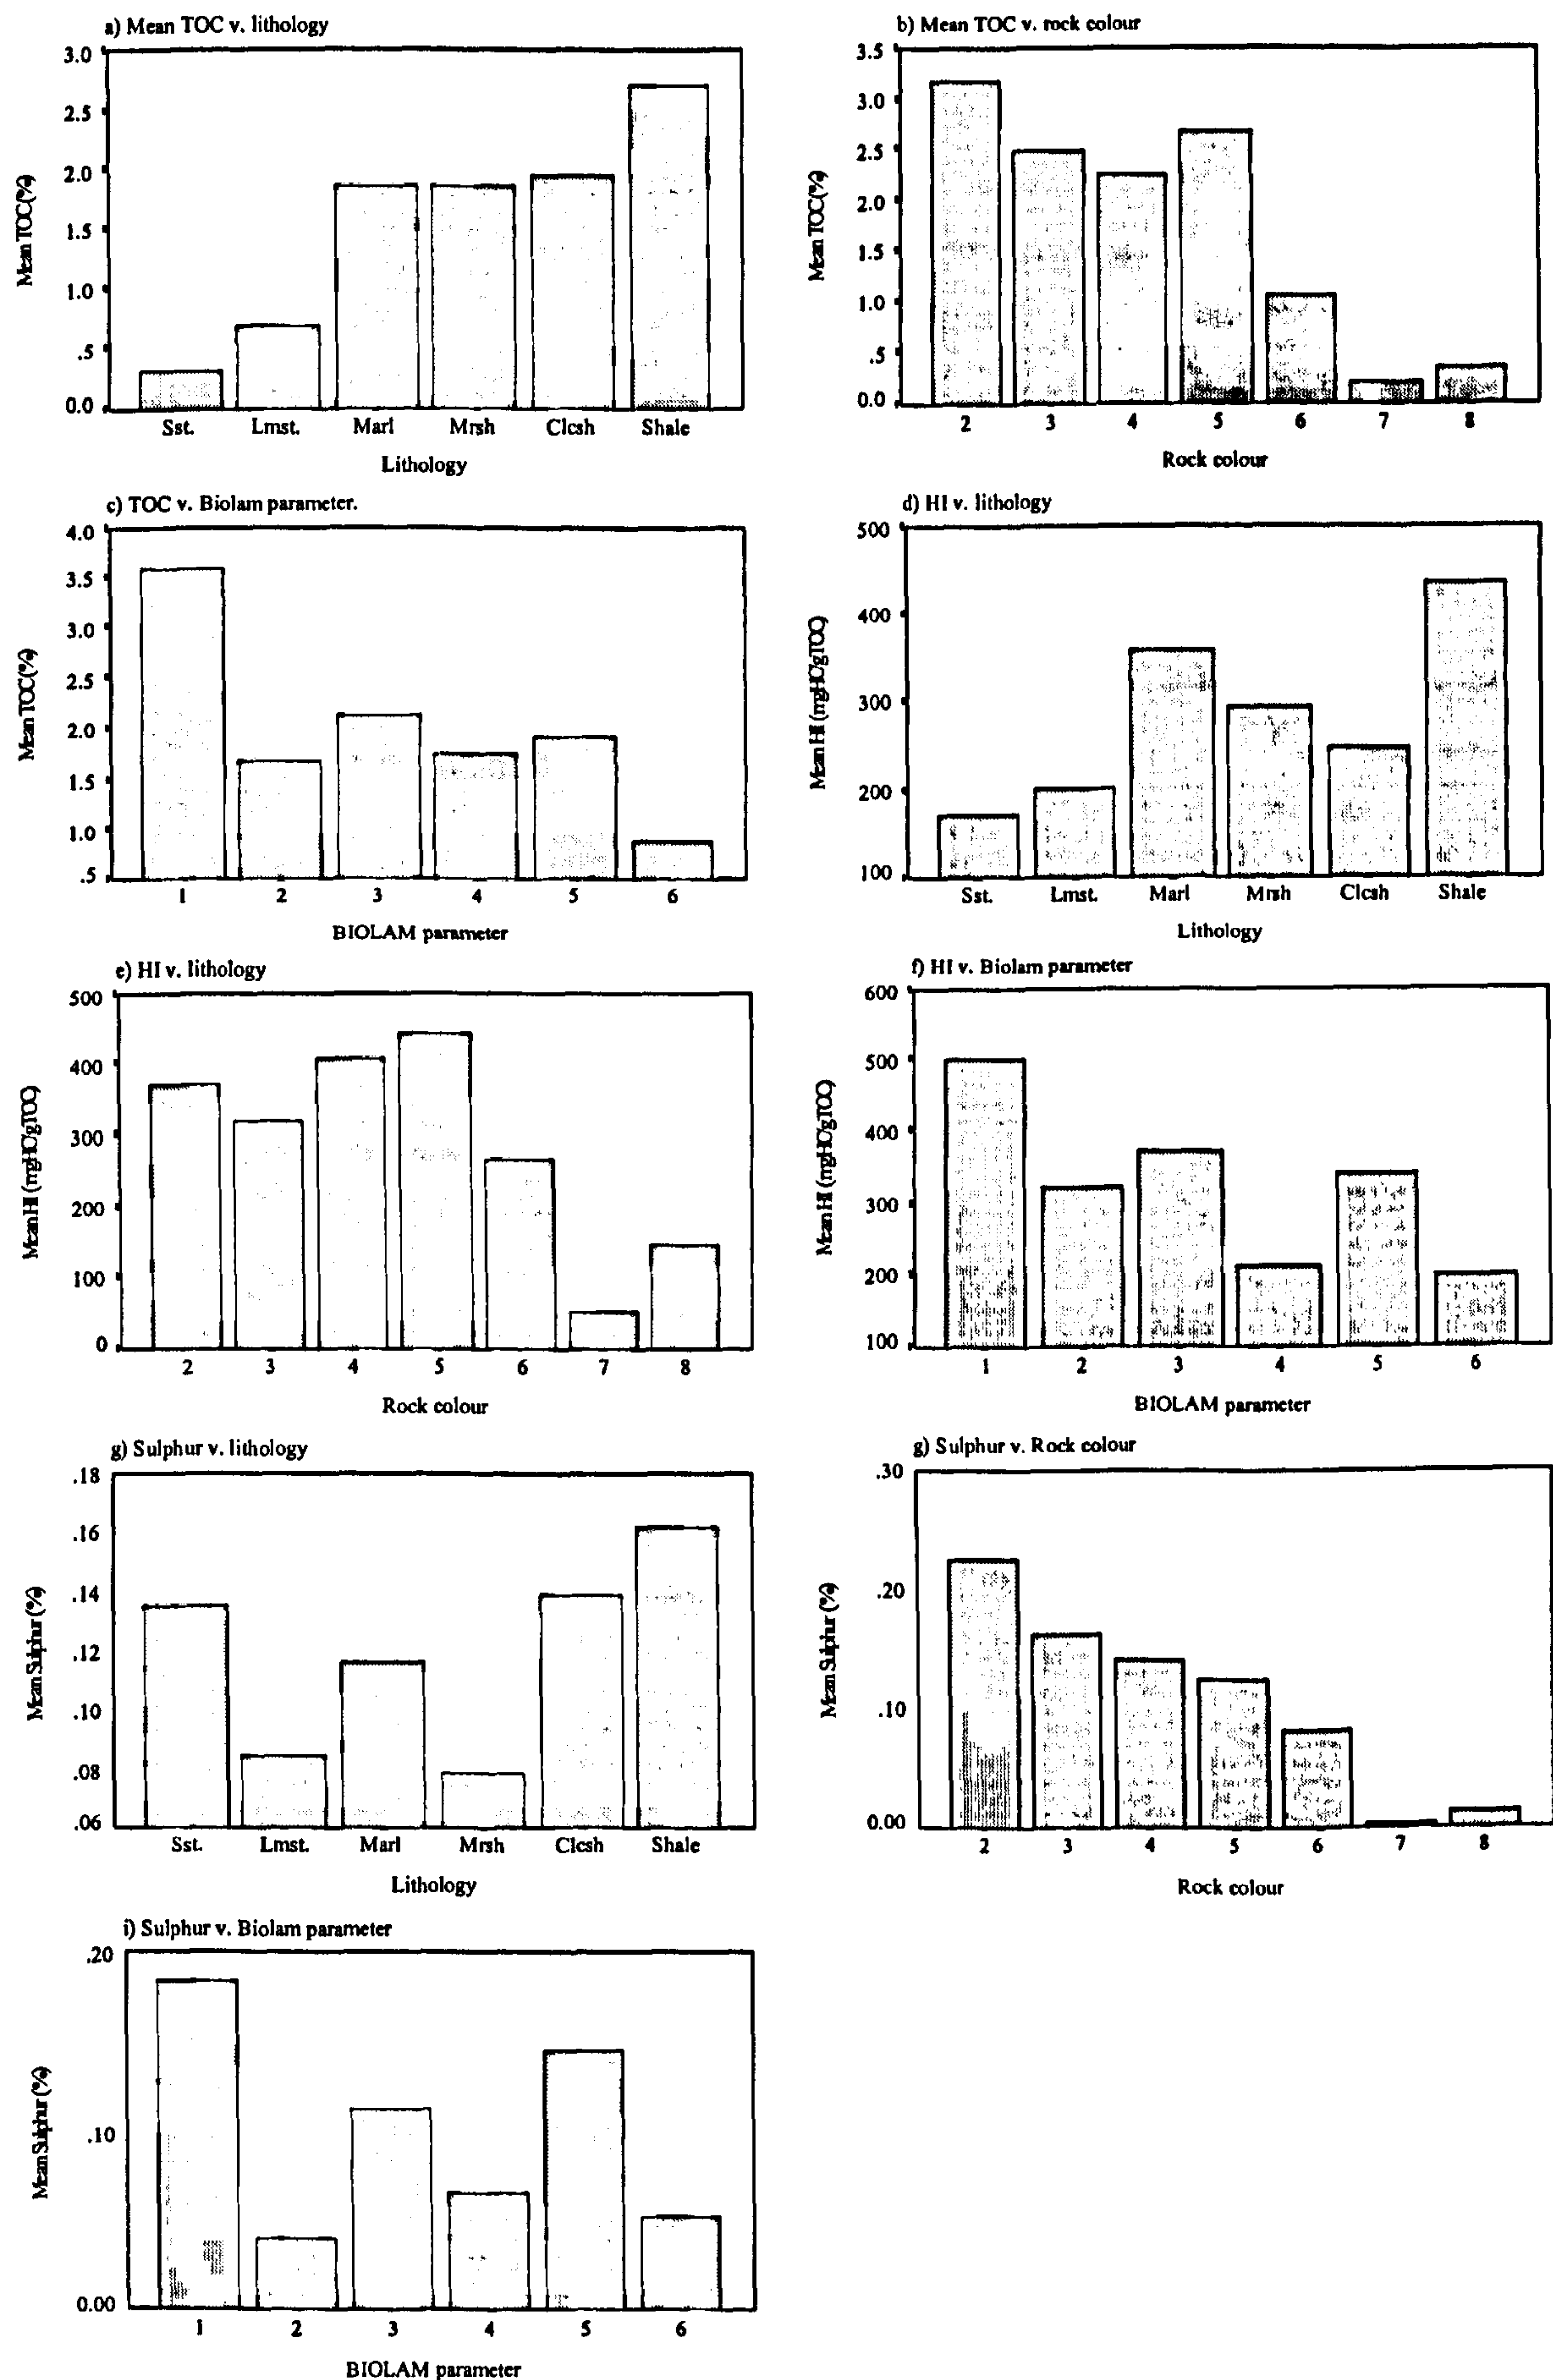 a) Mean TOC v. lithology
3.0
2.5
2.0
1.5
1.0
.5
0.0
Mean TOC(%)
Sst. Lmst. Marl Mrsh Clcsh Shale
Lithology
b) Mean TOC v. rock colour
3.5
3.0
2.5
2.0
1.5
1.0
.5
0.0
Mean TOC(%)
2 3 4 5 6 7 8
Rock colour
c) TOC v. Biolam parameter.
4.0
3.5
3.0
2.5
2.0
1.5
1.0
.5
Mean TOC(%)
1 2 3 4 5 6
BIOLAM parameter
d) HI v. lithology
500
400
300
200
100
Mean HI (mgHC/gTOC)
Sst. Lmst. Marl Mrsh Clcsh Shale
Lithology
e) HI v. lithology
500
400
300
200
100
0
Mean HI (mgHC/gTOC)
2 3 4 5 6 7 8
Rock colour
f) HI v. Biolam parameter
600
500
400
300
200
100
Mean HI (mgHC/gTOC)
1 2 3 4 5 6
BIOLAM parameter
g) Sulphur v. lithology
.18
.16
.14
.12
.10
.08
.06
Mean Sulphur (%)
Sst. Lmst. Marl Mrsh Clcsh Shale
Lithology
g) Sulphur v. Rock colour
.30
.20
.10
0.00
Mean Sulphur (%)
2 3 4 5 6 7 8
Rock colour
i) Sulphur v. Biolam parameter
.20
.10
0.00
Mean Sulphur (%)
1 2 3 4 5 6
BIOLAM parameter